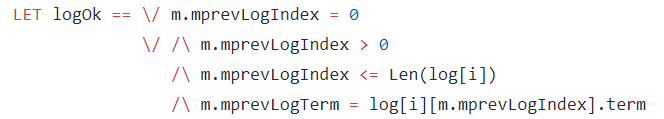 LET logOk == \/ m.mprevLogIndex = 0
\/ /\ m.mprevLogIndex > 0
/\ m.mprevLogIndex <= Len(log[i])
/\ m.mprevLogTerm = log[i][m.mprevLogIndex].term